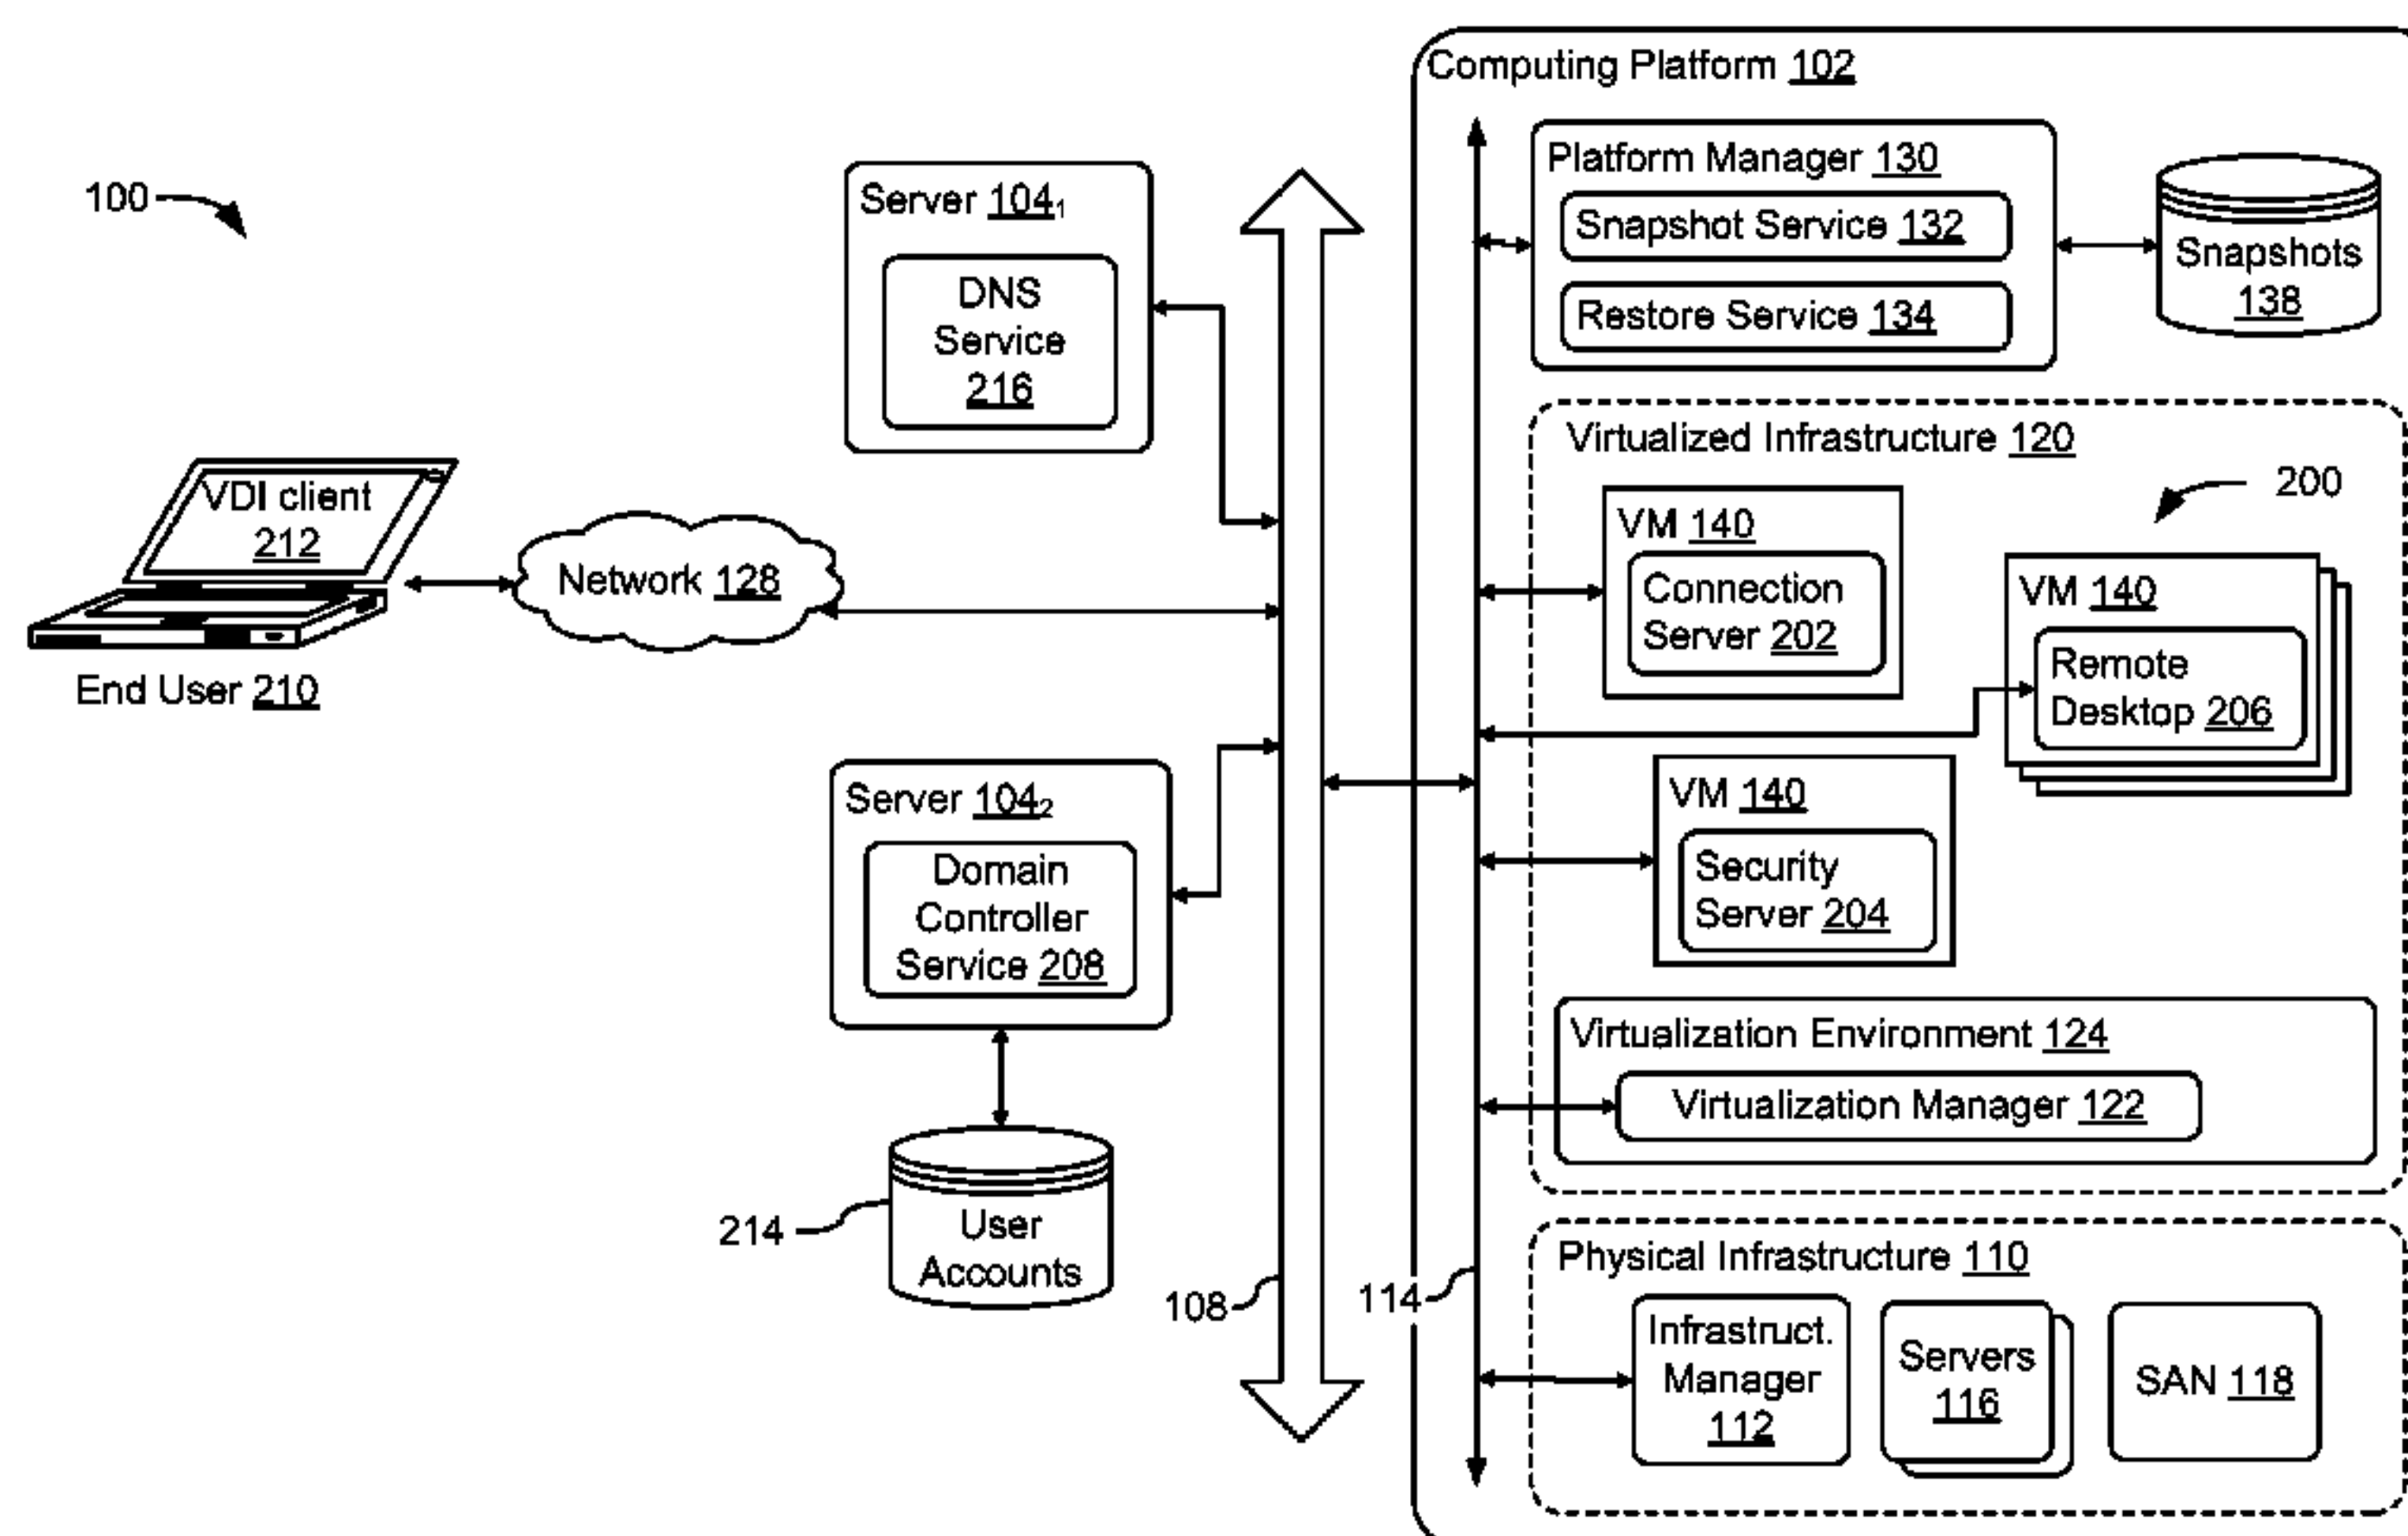 100
VDI client
212
End User 210
Network 128
Server 104₁
DNS
Service
216
Server 104₂
Domain
Controller
Service 208
214
User
Accounts
108
114
Computing Platform 102
Platform Manager 130
Snapshot Service 132
Restore Service 134
Snapshots
138
Virtualized Infrastructure 120
200
VM 140
Connection
Server 202
VM 140
Remote
Desktop 206
VM 140
Security
Server 204
Virtualization Environment 124
Virtualization Manager 122
Physical Infrastructure 110
Infrastruct.
Manager
112
Servers
116
SAN 118